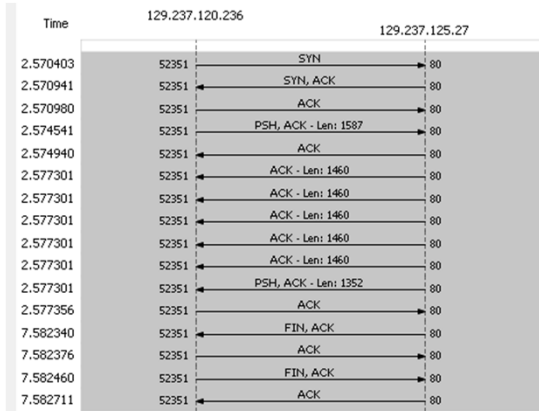 Time 129.237.120.236 129.237.125.27
2.570403 52351 SYN 80
2.570941 52351 SYN, ACK 80
2.570980 52351 ACK 80
2.574541 52351 PSH, ACK - Len: 1587 80
2.574940 52351 ACK 80
2.577301 52351 ACK - Len: 1460 80
2.577301 52351 ACK - Len: 1460 80
2.577301 52351 ACK - Len: 1460 80
2.577301 52351 ACK - Len: 1460 80
2.577301 52351 ACK - Len: 1460 80
2.577301 52351 PSH, ACK - Len: 1352 80
2.577356 52351 ACK 80
7.582340 52351 FIN, ACK 80
7.582376 52351 ACK 80
7.582460 52351 FIN, ACK 80
7.582711 52351 ACK 80